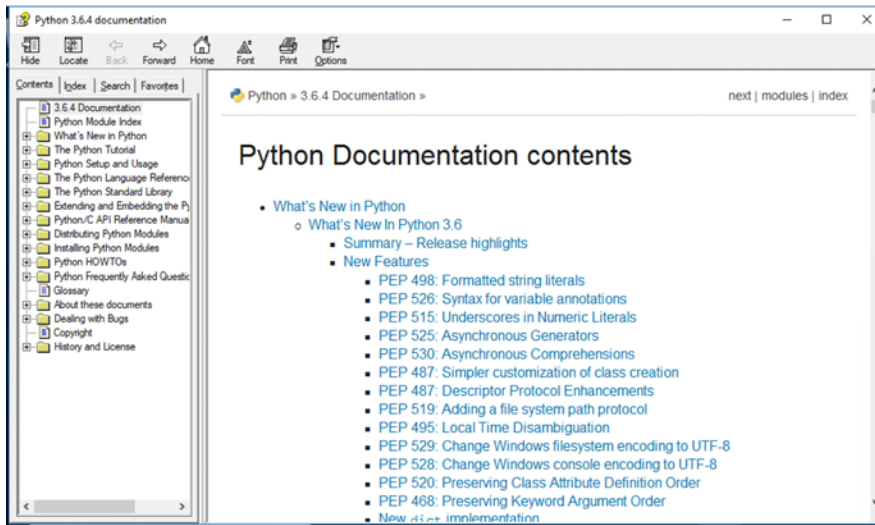 Python 3.6.4 documentation
Hide Locate Back Forward Home Font Print Options
Contents Index Search Favorites
3.6.4 Documentation
Python Module Index
What's New in Python
The Python Tutorial
Python Setup and Usage
The Python Language Referenc
The Python Standard Library
Extending and Embedding the Py
Python/C API Reference Manua
Distributing Python Modules
Installing Python Modules
Python HOWTOs
Python Frequently Asked Questic
Glossary
About these documents
Dealing with Bugs
Copyright
History and License
Python » 3.6.4 Documentation » next | modules | index
Python Documentation contents
What's New in Python
What's New In Python 3.6
Summary – Release highlights
New Features
PEP 498: Formatted string literals
PEP 526: Syntax for variable annotations
PEP 515: Underscores in Numeric Literals
PEP 525: Asynchronous Generators
PEP 530: Asynchronous Comprehensions
PEP 487: Simpler customization of class creation
PEP 487: Descriptor Protocol Enhancements
PEP 519: Adding a file system path protocol
PEP 495: Local Time Disambiguation
PEP 529: Change Windows filesystem encoding to UTF-8
PEP 528: Change Windows console encoding to UTF-8
PEP 520: Preserving Class Attribute Definition Order
PEP 468: Preserving Keyword Argument Order
New dict implementation